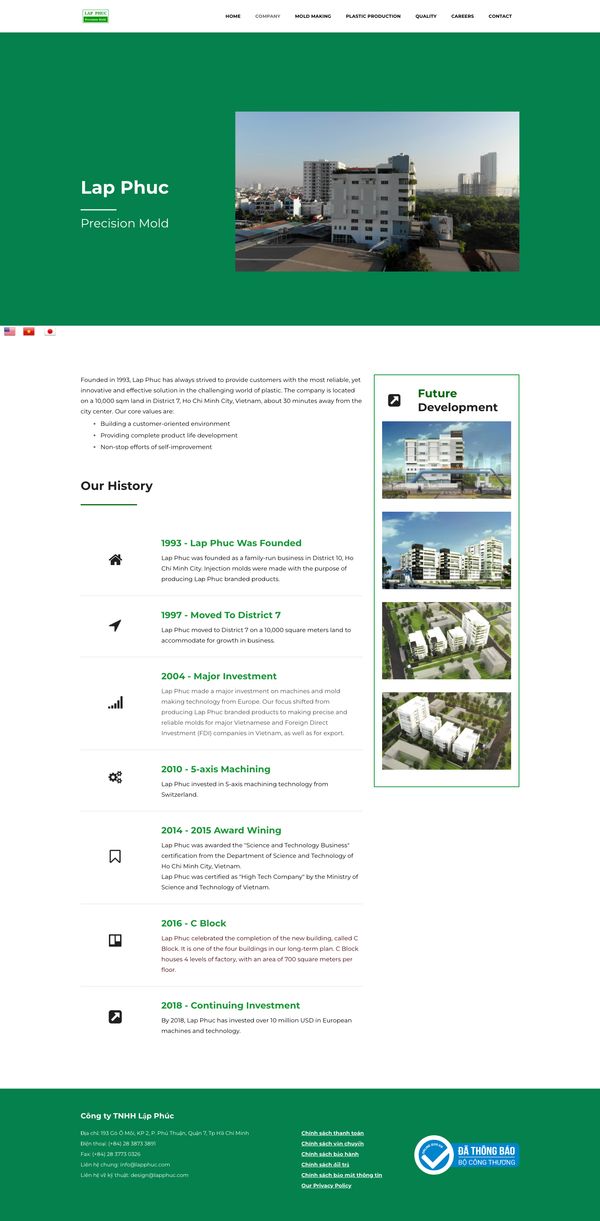 LAP PHUC
Precision Mold
HOME COMPANY MOLD MAKING PLASTIC PRODUCTION QUALITY CAREERS CONTACT
Lap Phuc
Precision Mold
Founded in 1993, Lap Phuc has always strived to provide customers with the most reliable, yet
innovative and effective solution in the challenging world of plastic. The company is located
on a 10,000 sqm land in District 7, Ho Chi Minh City, Vietnam, about 30 minutes away from the
city center. Our core values are:
• Building a customer-oriented environment
• Providing complete product life development
• Non-stop efforts of self-improvement
Future
Development
Our History
1993 - Lap Phuc Was Founded
Lap Phuc was founded as a family-run business in District 10, Ho
Chi Minh City. Injection molds were made with the purpose of
producing Lap Phuc branded products.
1997 - Moved To District 7
Lap Phuc moved to District 7 on a 10,000 square meters land to
accommodate for growth in business.
2004 - Major Investment
Lap Phuc made a major investment on machines and mold
making technology from Europe. Our focus shifted from
producing Lap Phuc branded products to making precise and
reliable molds for major Vietnamese and Foreign Direct
Investment (FDI) companies in Vietnam, as well as for export.
2010 - 5-axis Machining
Lap Phuc invested in 5-axis machining technology from
Switzerland.
2014 - 2015 Award Wining
Lap Phuc was awarded the "Science and Technology Business"
certification from the Department of Science and Technology of
Ho Chi Minh City, Vietnam.
Lap Phuc was certified as "High Tech Company" by the Ministry of
Science and Technology of Vietnam.
2016 - C Block
Lap Phuc celebrated the completion of the new building, called C
Block. It is one of the four buildings in our long-term plan. C Block
houses 4 levels of factory, with an area of 700 square meters per
floor.
2018 - Continuing Investment
By 2018, Lap Phuc has invested over 10 million USD in European
machines and technology.
Công ty TNHH Lập Phúc
Địa chỉ: 193 Gò Ô Môi, KP 2, P. Phú Thuận, Quận 7, Tp Hồ Chí Minh
Điện thoại: (+84) 28 3873 3891
Fax: (+84) 28 3773 0326
Liên hệ chung: info@lapphuc.com
Liên hệ về kỹ thuật: design@lapphuc.com
Chính sách thanh toán
Chính sách vận chuyển
Chính sách bảo hành
Chính sách đổi trả
Chính sách bảo mật thông tin
Our Privacy Policy
ĐÃ THÔNG BÁO
BỘ CÔNG THƯƠNG